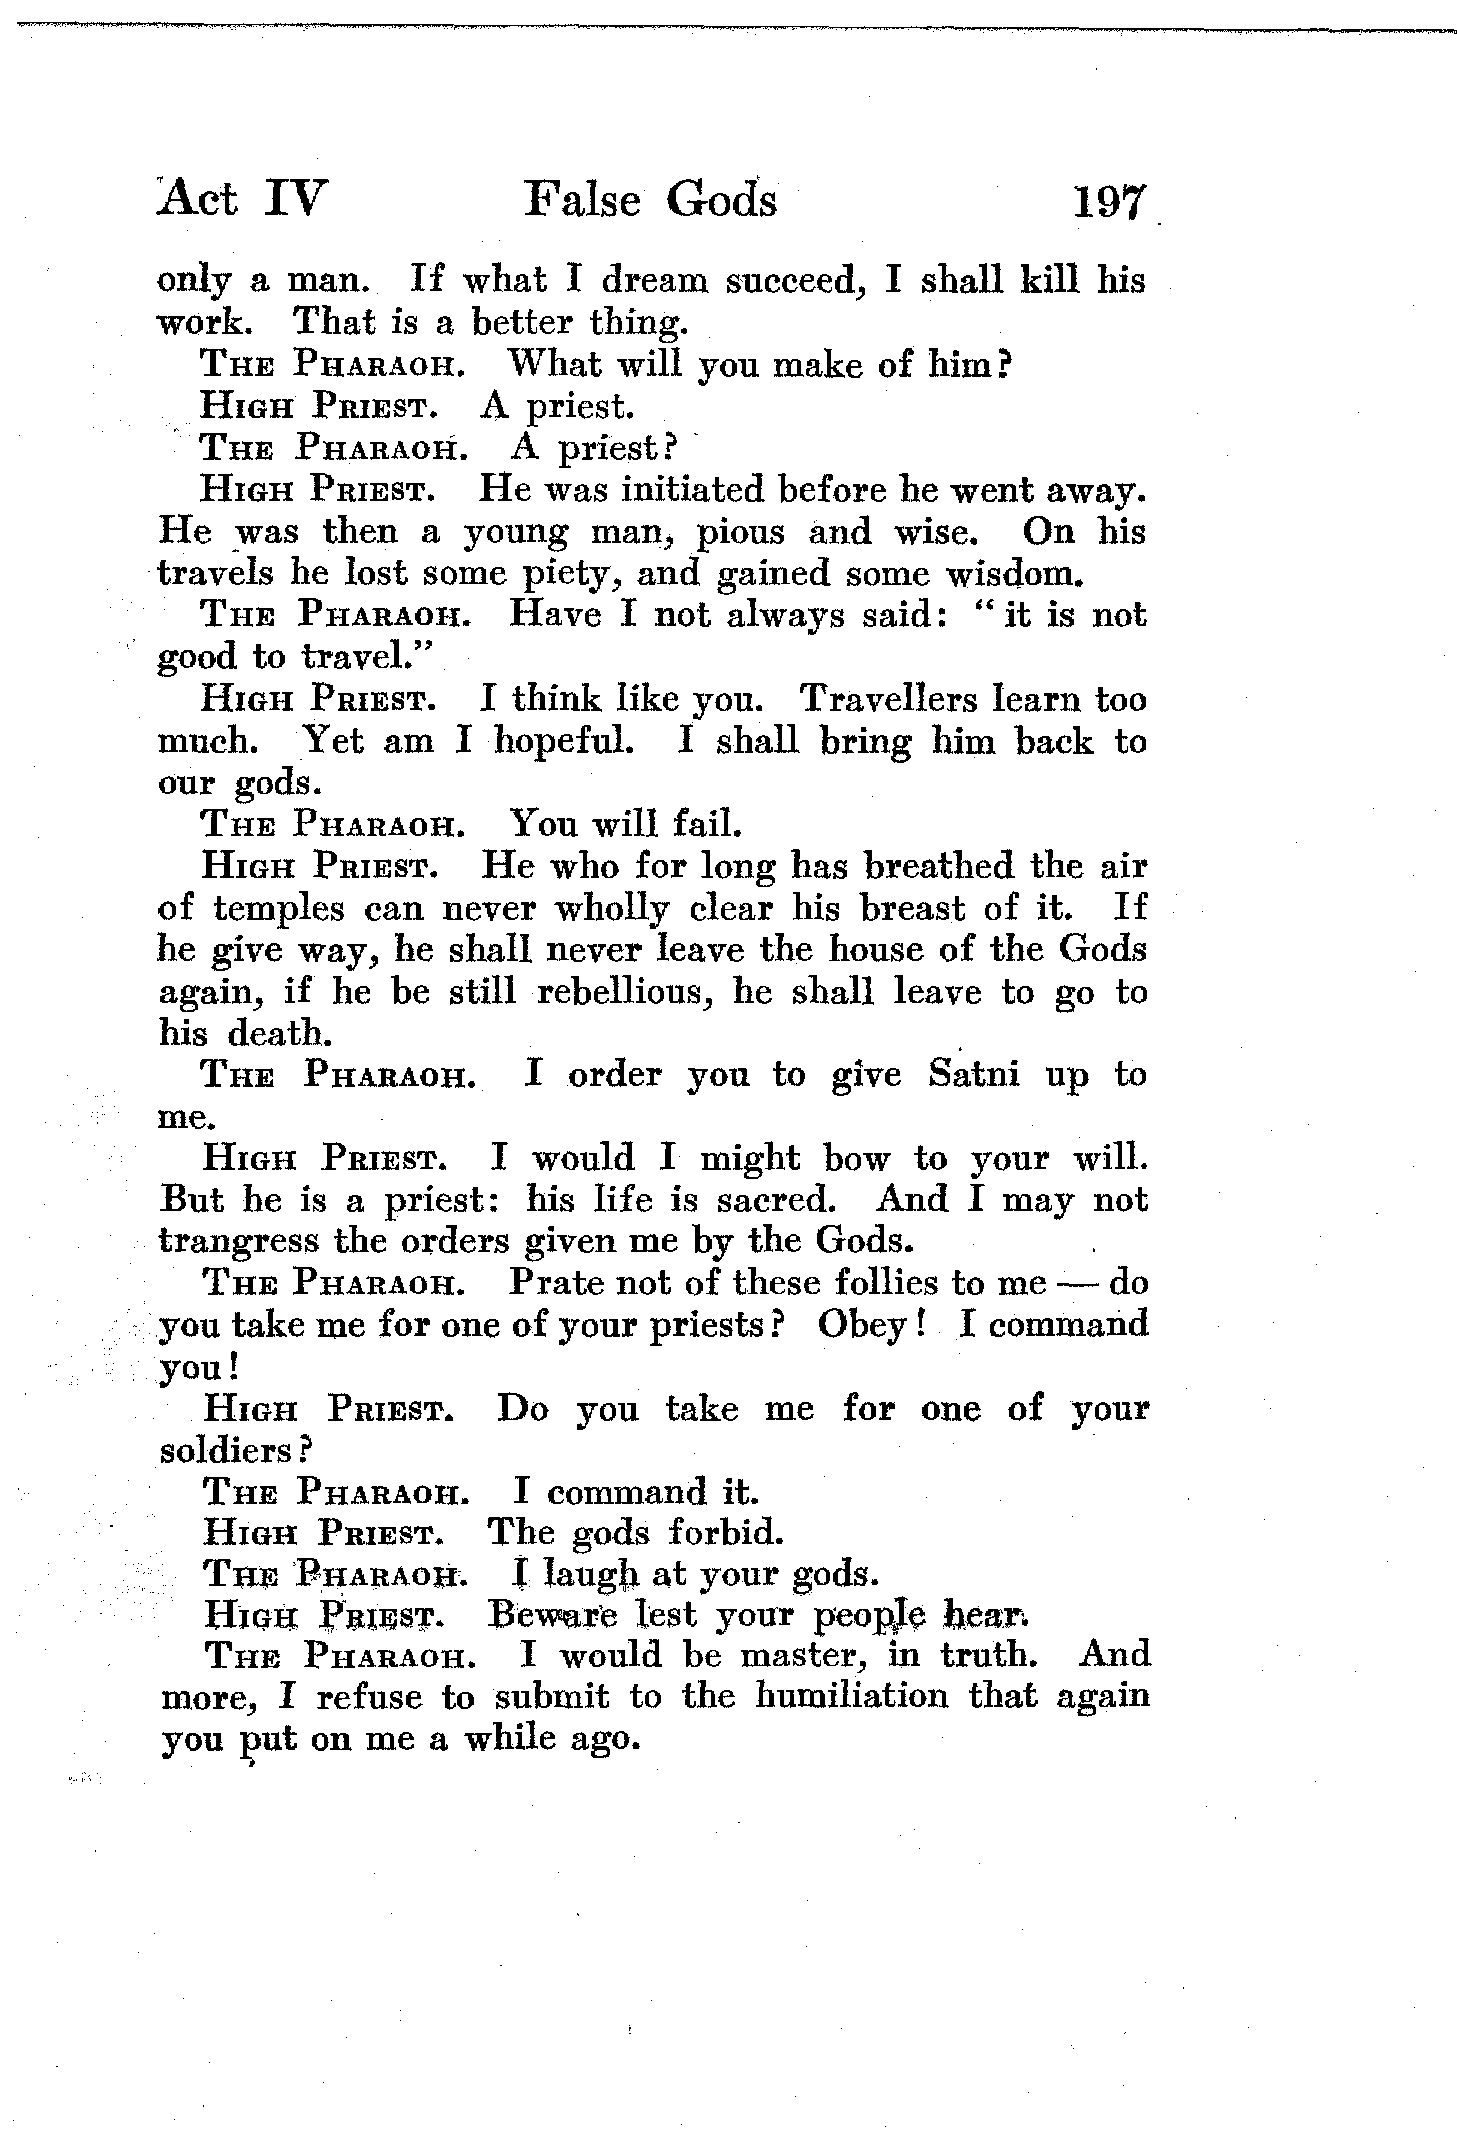 Act IV False Gods 197
only a man. If what I dream succeed, I shall kill his
work. That is a better thing.
THE PHARAOH. What will you make of him?
HIGH PRIEST. A priest.
THE PHARAOH. A priest?
HIGH PRIEST. He was initiated before he went away.
He was then a young man, pious and wise. On his
travels he lost some piety, and gained some wisdom.
THE PHARAOH. Have I not always said: "it is not
good to travel."
HIGH PRIEST. I think like you. Travellers learn too
much. Yet am I hopeful. I shall bring him back to
our gods.
THE PHARAOH. You will fail.
HIGH PRIEST. He who for long has breathed the air
of temples can never wholly clear his breast of it. If
he give way, he shall never leave the house of the Gods
again, if he be still rebellious, he shall leave to go to
his death.
THE PHARAOH. I order you to give Satni up to
me.
HIGH PRIEST. I would I might bow to your will.
But he is a priest: his life is sacred. And I may not
trangress the orders given me by the Gods.
THE PHARAOH. Prate not of these follies to me — do
you take me for one of your priests? Obey! I command
you!
HIGH PRIEST. Do you take me for one of your
soldiers?
THE PHARAOH. I command it.
HIGH PRIEST. The gods forbid.
THE PHARAOH. I laugh at your gods.
HIGH PRIEST. Beware lest your people hear.
THE PHARAOH. I would be master, in truth. And
more, I refuse to submit to the humiliation that again
you put on me a while ago.